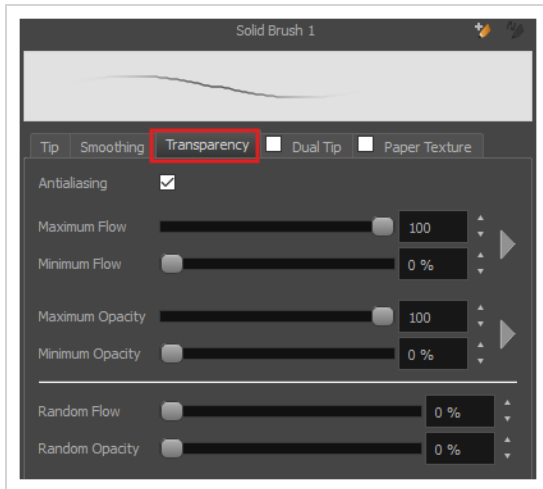 Solid Brush 1
Tip Smoothing Transparency Dual Tip Paper Texture
Antialiasing
Maximum Flow 100
Minimum Flow 0 %
Maximum Opacity 100
Minimum Opacity 0 %
Random Flow 0 %
Random Opacity 0 %